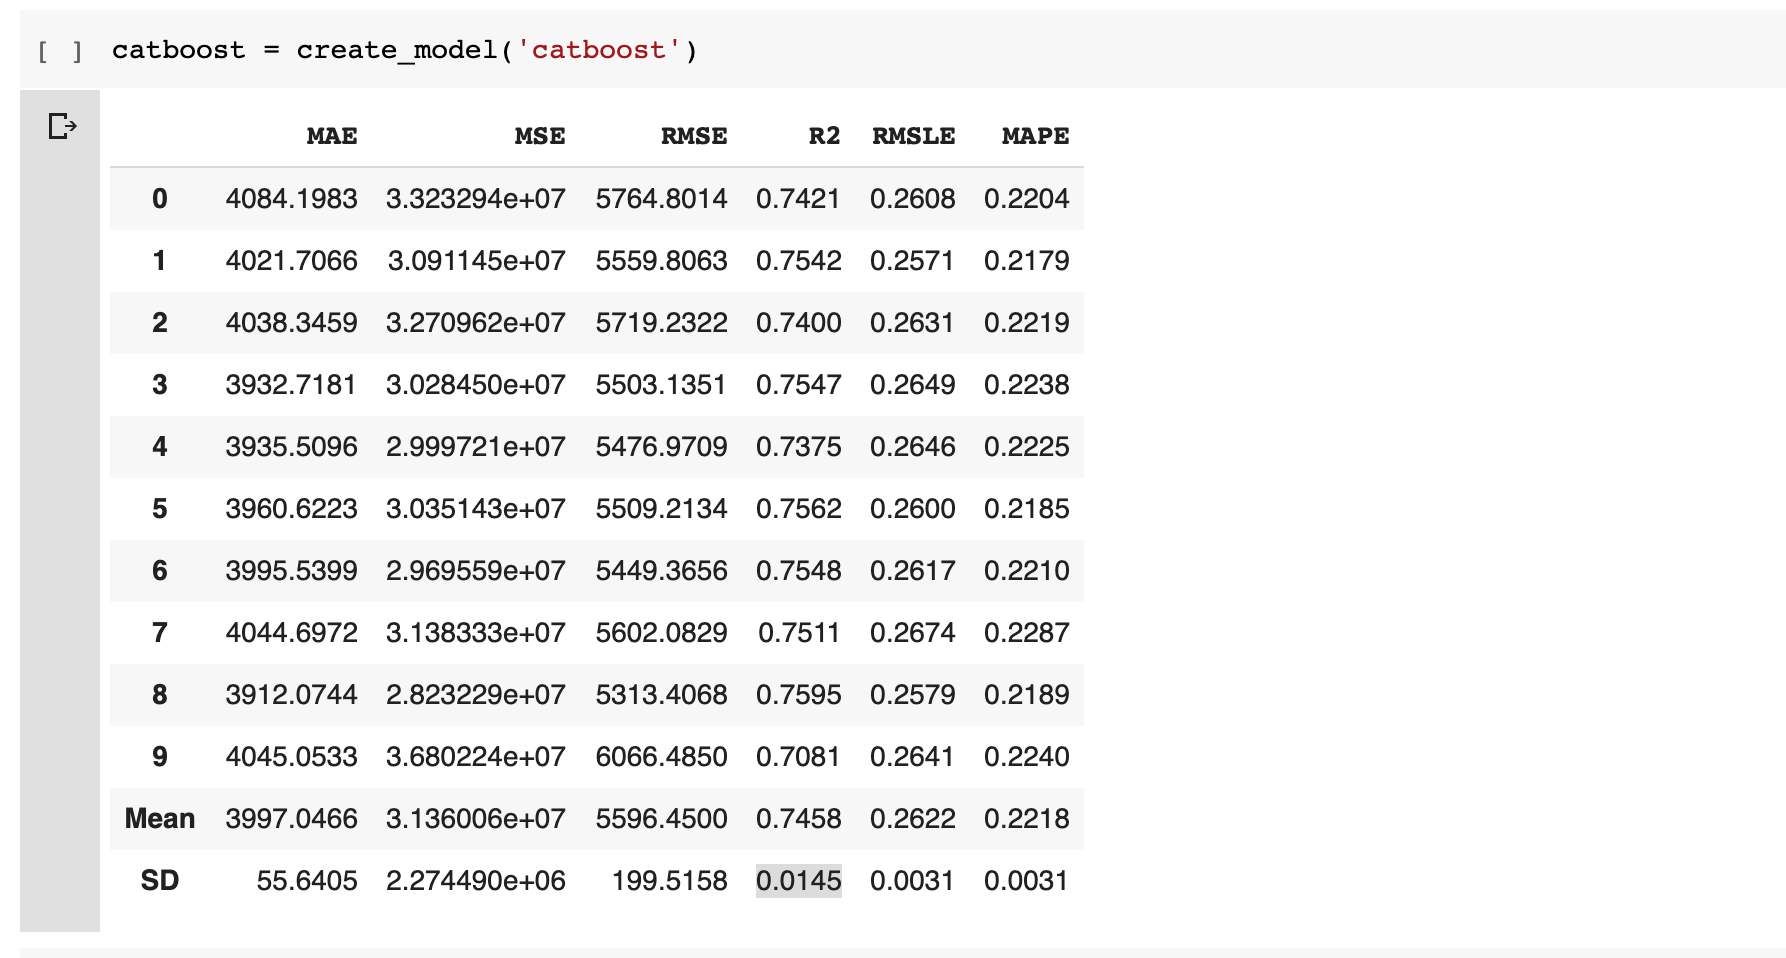 [ ] catboost = create_model('catboost')
MAE MSE RMSE R2 RMSLE MAPE
0 4084.1983 3.323294e+07 5764.8014 0.7421 0.2608 0.2204
1 4021.7066 3.091145e+07 5559.8063 0.7542 0.2571 0.2179
2 4038.3459 3.270962e+07 5719.2322 0.7400 0.2631 0.2219
3 3932.7181 3.028450e+07 5503.1351 0.7547 0.2649 0.2238
4 3935.5096 2.999721e+07 5476.9709 0.7375 0.2646 0.2225
5 3960.6223 3.035143e+07 5509.2134 0.7562 0.2600 0.2185
6 3995.5399 2.969559e+07 5449.3656 0.7548 0.2617 0.2210
7 4044.6972 3.138333e+07 5602.0829 0.7511 0.2674 0.2287
8 3912.0744 2.823229e+07 5313.4068 0.7595 0.2579 0.2189
9 4045.0533 3.680224e+07 6066.4850 0.7081 0.2641 0.2240
Mean 3997.0466 3.136006e+07 5596.4500 0.7458 0.2622 0.2218
SD 55.6405 2.274490e+06 199.5158 0.0145 0.0031 0.0031